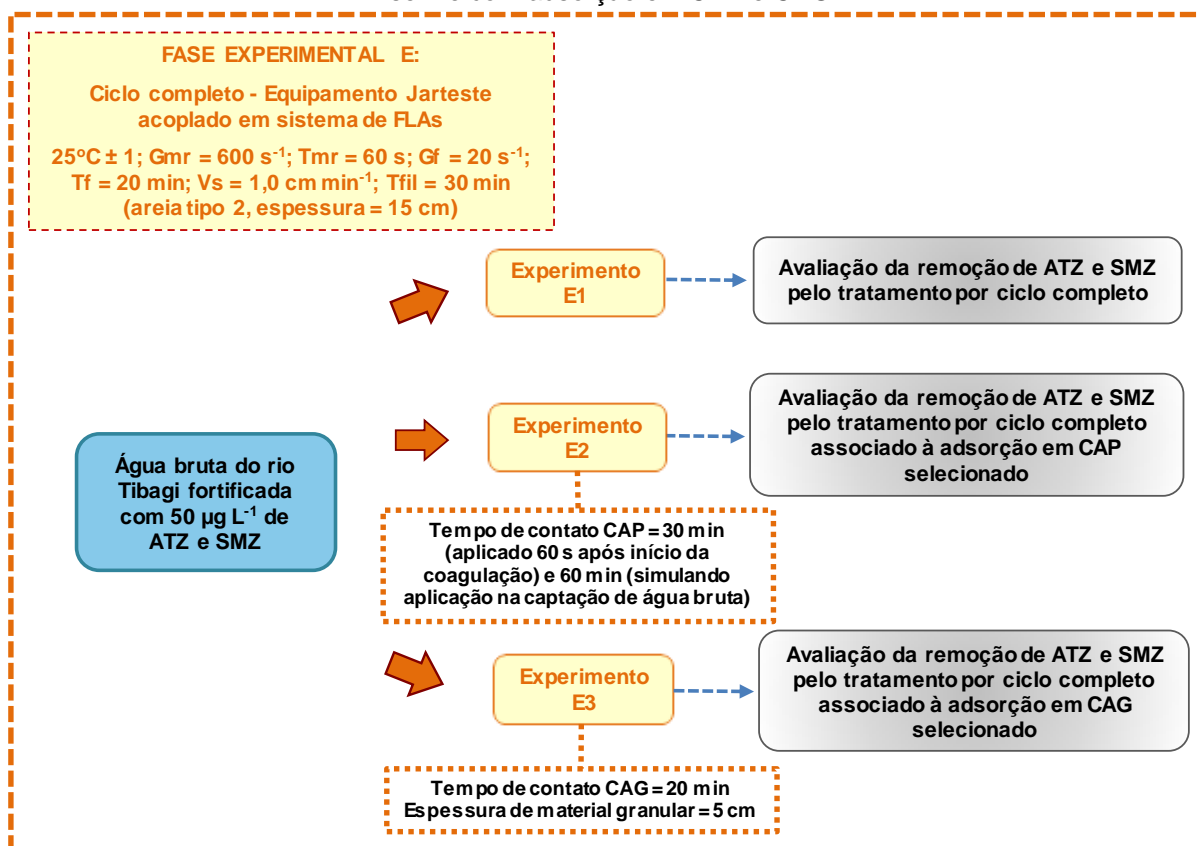 FASE EXPERIMENTAL E:
Ciclo completo - Equipamento Jarteste
acoplado em sistema de FLAs
25ºC ± 1; Gmr = 600 s⁻¹; Tmr = 60 s; Gf = 20 s⁻¹;
Tf = 20 min; Vs = 1,0 cm min⁻¹; Tfil = 30 min
(areia tipo 2, espessura = 15 cm)
Experimento
E1
Avaliação da remoção de ATZ e SMZ
pelo tratamento por ciclo completo
Água bruta do rio
Tibagi fortificada
com 50 µg L⁻¹ de
ATZ e SMZ
Experimento
E2
Avaliação da remoção de ATZ e SMZ
pelo tratamento por ciclo completo
associado à adsorção em CAP
selecionado
Tempo de contato CAP = 30 min
(aplicado 60 s após início da
coagulação) e 60 min (simulando
aplicação na captação de água bruta)
Experimento
E3
Avaliação da remoção de ATZ e SMZ
pelo tratamento por ciclo completo
associado à adsorção em CAG
selecionado
Tempo de contato CAG = 20 min
Espessura de material granular = 5 cm